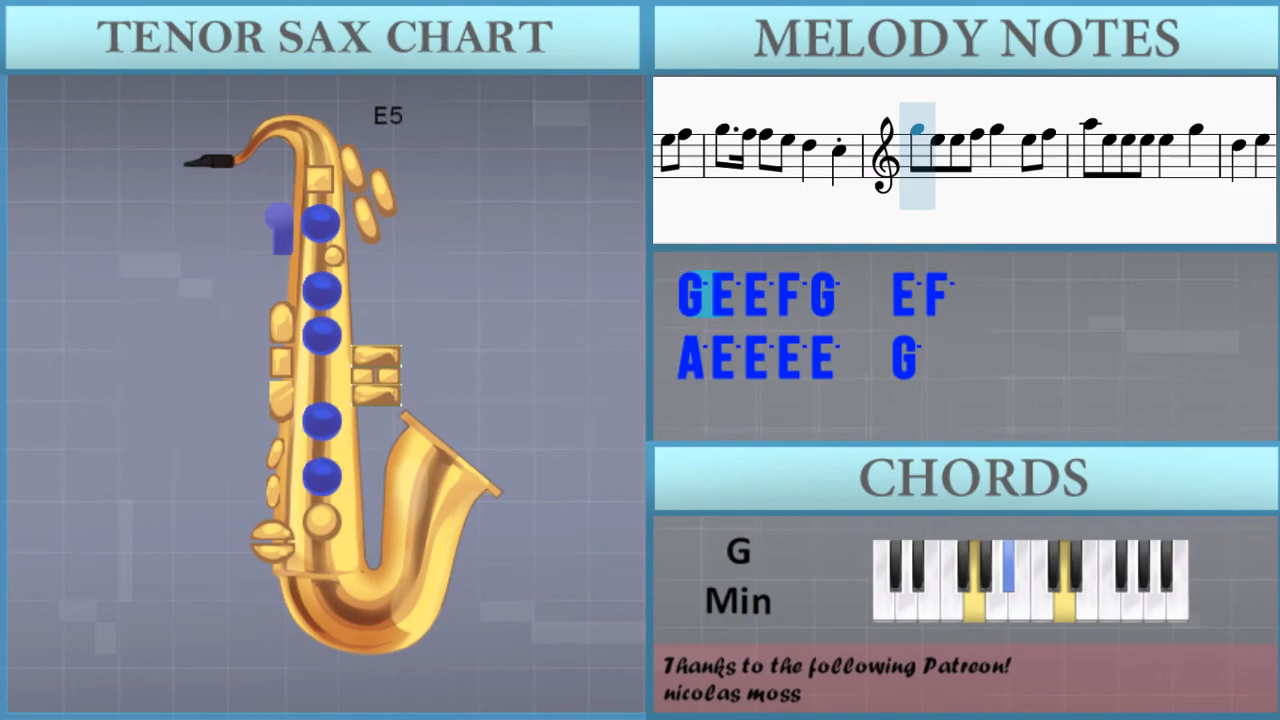 TENOR SAX CHART
E5
MELODY NOTES
G-E-E-F-G- E-F-
A-E-E-E-E- G-
CHORDS
G
Min
Thanks to the following Patreon!
nicolas moss